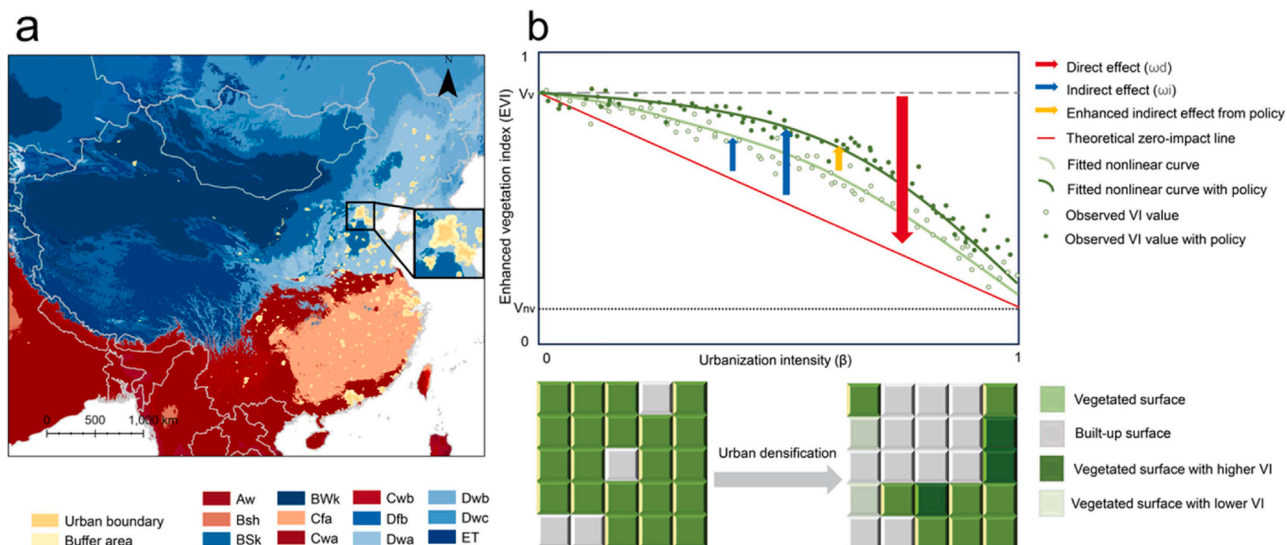 a
N
0 500 1,000 km
Urban boundary
Buffer area
Aw
Bsh
BSk
BWk
Cfa
Cwa
Cwb
Dfb
Dwa
Dwb
Dwc
ET
b
Enhanced vegetation index (EVI)
1
Vv
Vnv
0
0 Urbanization intensity (β) 1
Direct effect (ωd)
Indirect effect (ωi)
Enhanced indirect effect from policy
Theoretical zero-impact line
Fitted nonlinear curve
Fitted nonlinear curve with policy
Observed VI value
Observed VI value with policy
Urban densification
Vegetated surface
Built-up surface
Vegetated surface with higher VI
Vegetated surface with lower VI